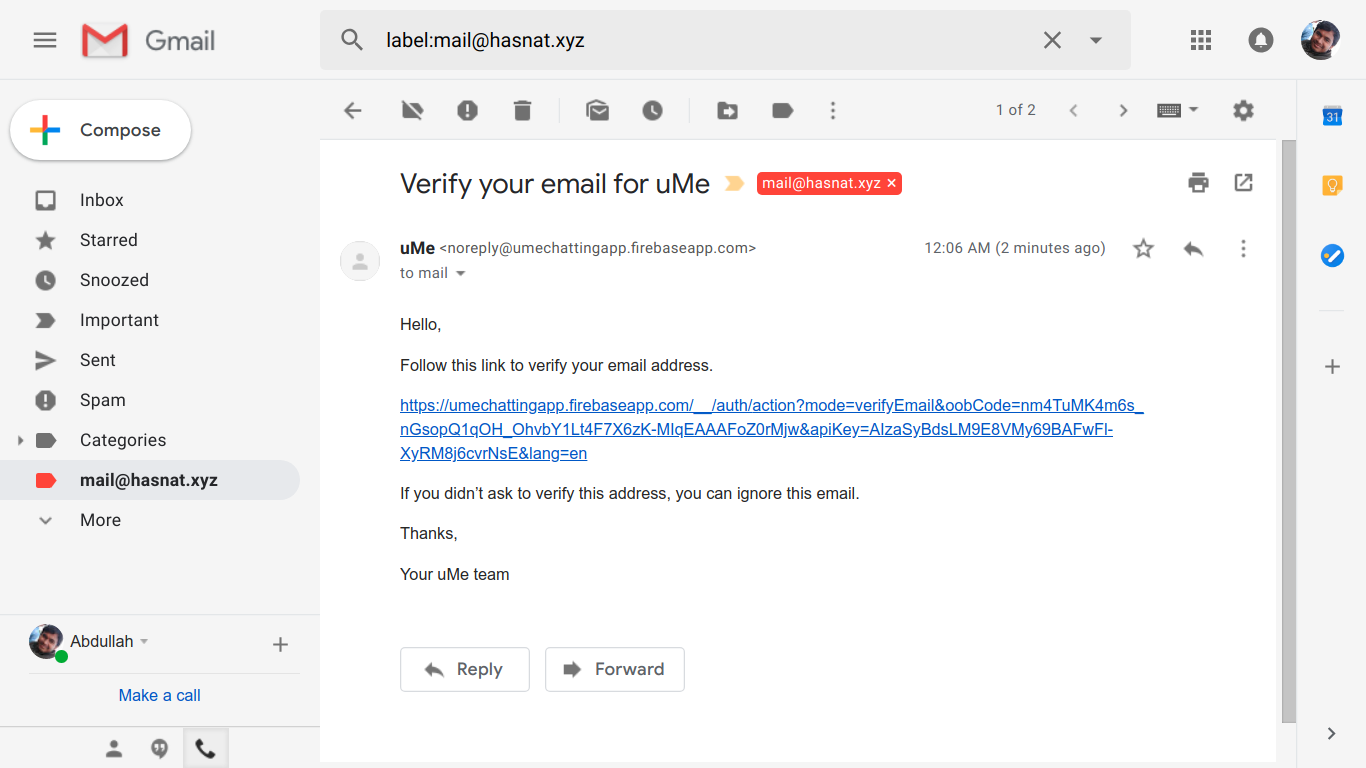 Gmail
label:mail@hasnat.xyz
Compose
1 of 2
31
Inbox
Starred
Snoozed
Important
Sent
Spam
Categories
mail@hasnat.xyz
More
Verify your email for uMe
mail@hasnat.xyz ×
uMe <noreply@umechattingapp.firebaseapp.com>
12:06 AM (2 minutes ago)
to mail
Hello,
Follow this link to verify your email address.
https://umechattingapp.firebaseapp.com/__/auth/action?mode=verifyEmail&oobCode=nm4TuMK4m6s_
nGsopQ1qOH_OhvbY1Lt4F7X6zK-MIqEAAAFoZ0rMjw&apiKey=AIzaSyBdsLM9E8VMy69BAFwFl-
XyRM8j6cvrNsE&lang=en
If you didn’t ask to verify this address, you can ignore this email.
Thanks,
Your uMe team
Reply
Forward
Abdullah
Make a call